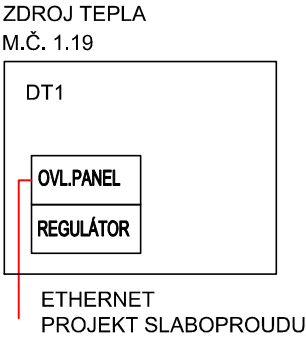 ZDROJ TEPLA
M.Č. 1.19
DT1
OVL.PANEL
REGULÁTOR
ETHERNET
PROJEKT SLABOPROUDU